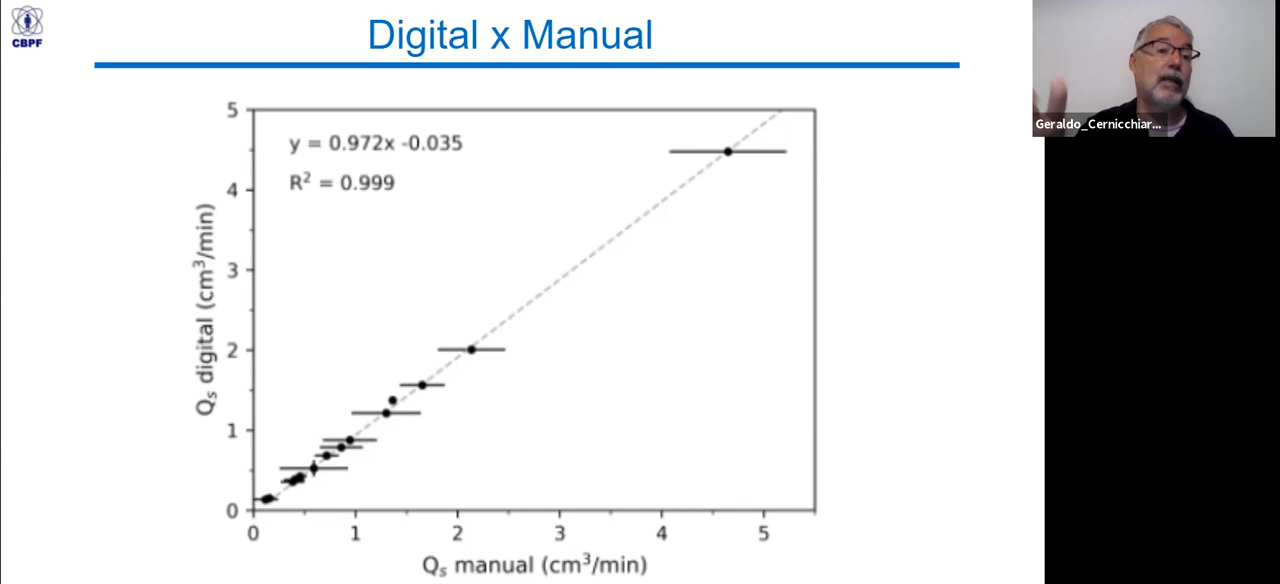 CBPF
Digital x Manual
Geraldo_Cernicchiar...
y = 0.972x -0.035
R² = 0.999
Qs digital (cm³/min)
5
4
3
2
1
0
0 1 2 3 4 5
Qs manual (cm³/min)